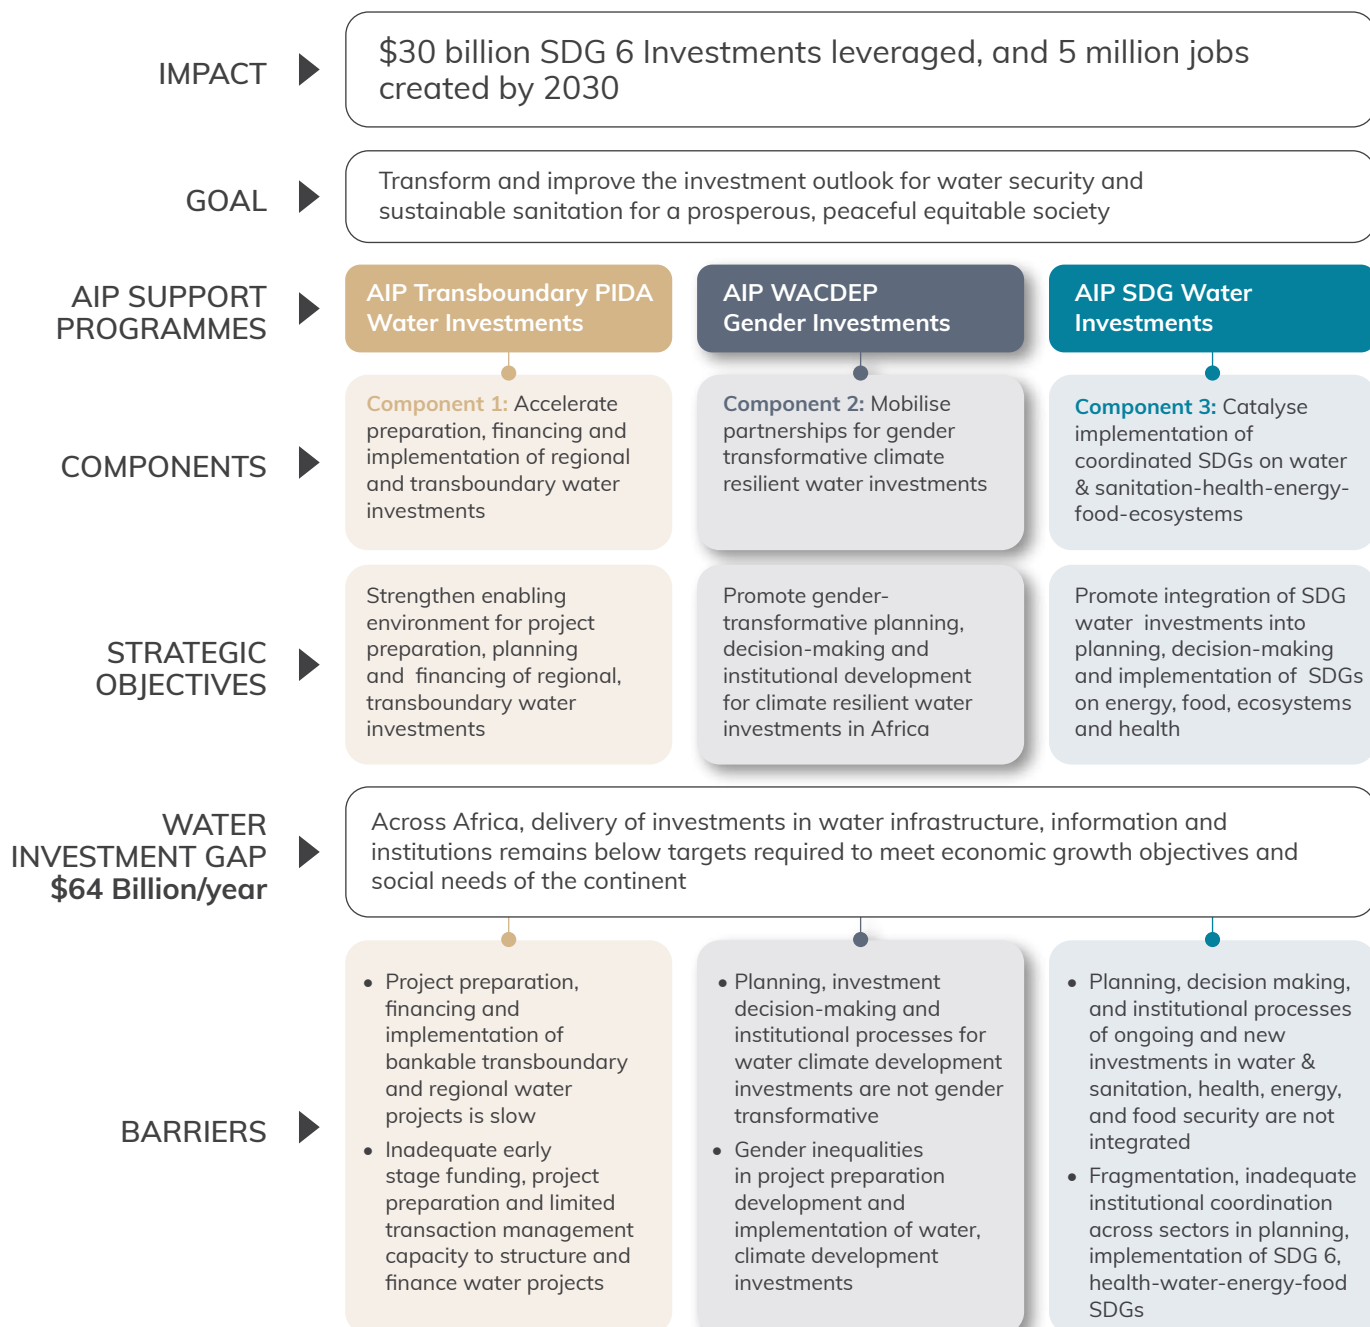 IMPACT
$30 billion SDG 6 Investments leveraged, and 5 million jobs
created by 2030
GOAL
Transform and improve the investment outlook for water security and
sustainable sanitation for a prosperous, peaceful equitable society
AIP SUPPORT
PROGRAMMES
AIP Transboundary PIDA
Water Investments
AIP WACDEP
Gender Investments
AIP SDG Water
Investments
COMPONENTS
Component 1: Accelerate
preparation, financing and
implementation of regional
and transboundary water
investments
Component 2: Mobilise
partnerships for gender
transformative climate
resilient water investments
Component 3: Catalyse
implementation of
coordinated SDGs on water
& sanitation-health-energy-
food-ecosystems
STRATEGIC
OBJECTIVES
Strengthen enabling
environment for project
preparation, planning
and financing of regional,
transboundary water
investments
Promote gender-
transformative planning,
decision-making and
institutional development
for climate resilient water
investments in Africa
Promote integration of SDG
water investments into
planning, decision-making
and implementation of SDGs
on energy, food, ecosystems
and health
WATER
INVESTMENT GAP
$64 Billion/year
Across Africa, delivery of investments in water infrastructure, information and
institutions remains below targets required to meet economic growth objectives and
social needs of the continent
BARRIERS
• Project preparation,
financing and
implementation of
bankable transboundary
and regional water
projects is slow
• Inadequate early
stage funding, project
preparation and limited
transaction management
capacity to structure and
finance water projects
• Planning, investment
decision-making and
institutional processes for
water climate development
investments are not gender
transformative
• Gender inequalities
in project preparation
development and
implementation of water,
climate development
investments
• Planning, decision making,
and institutional processes
of ongoing and new
investments in water &
sanitation, health, energy,
and food security are not
integrated
• Fragmentation, inadequate
institutional coordination
across sectors in planning,
implementation of SDG 6,
health-water-energy-food
SDGs